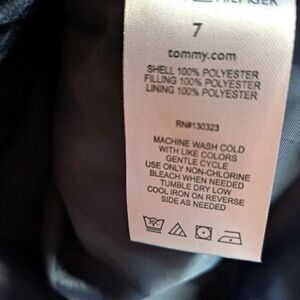 HILFIGER
7
tommy.com
SHELL 100% POLYESTER
FILLING 100% POLYESTER
LINING 100% POLYESTER
RN#130323
MACHINE WASH COLD
WITH LIKE COLORS
GENTLE CYCLE
USE ONLY NON-CHLORINE
BLEACH WHEN NEEDED
TUMBLE DRY LOW
COOL IRON ON REVERSE
SIDE AS NEEDED